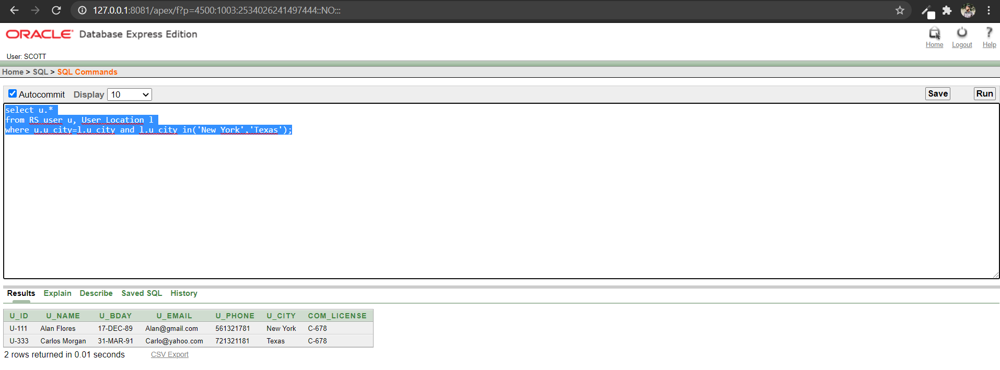 127.0.0.1:8081/apex/f?p=4500:1003:2534026241497444::NO:::
ORACLE Database Express Edition
Home Logout Help
User: SCOTT
Home > SQL > SQL Commands
Autocommit Display 10 Save Run
select u.*
from RS_user u, User_Location l
where u.u_city=l.u_city and l.u_city in('New York','Texas');
Results Explain Describe Saved SQL History
U_ID U_NAME U_BDAY U_EMAIL U_PHONE U_CITY COM_LICENSE
U-111 Alan Flores 17-DEC-89 Alan@gmail.com 561321781 New York C-678
U-333 Carlos Morgan 31-MAR-91 Carlo@yahoo.com 721321181 Texas C-678
2 rows returned in 0.01 seconds CSV Export